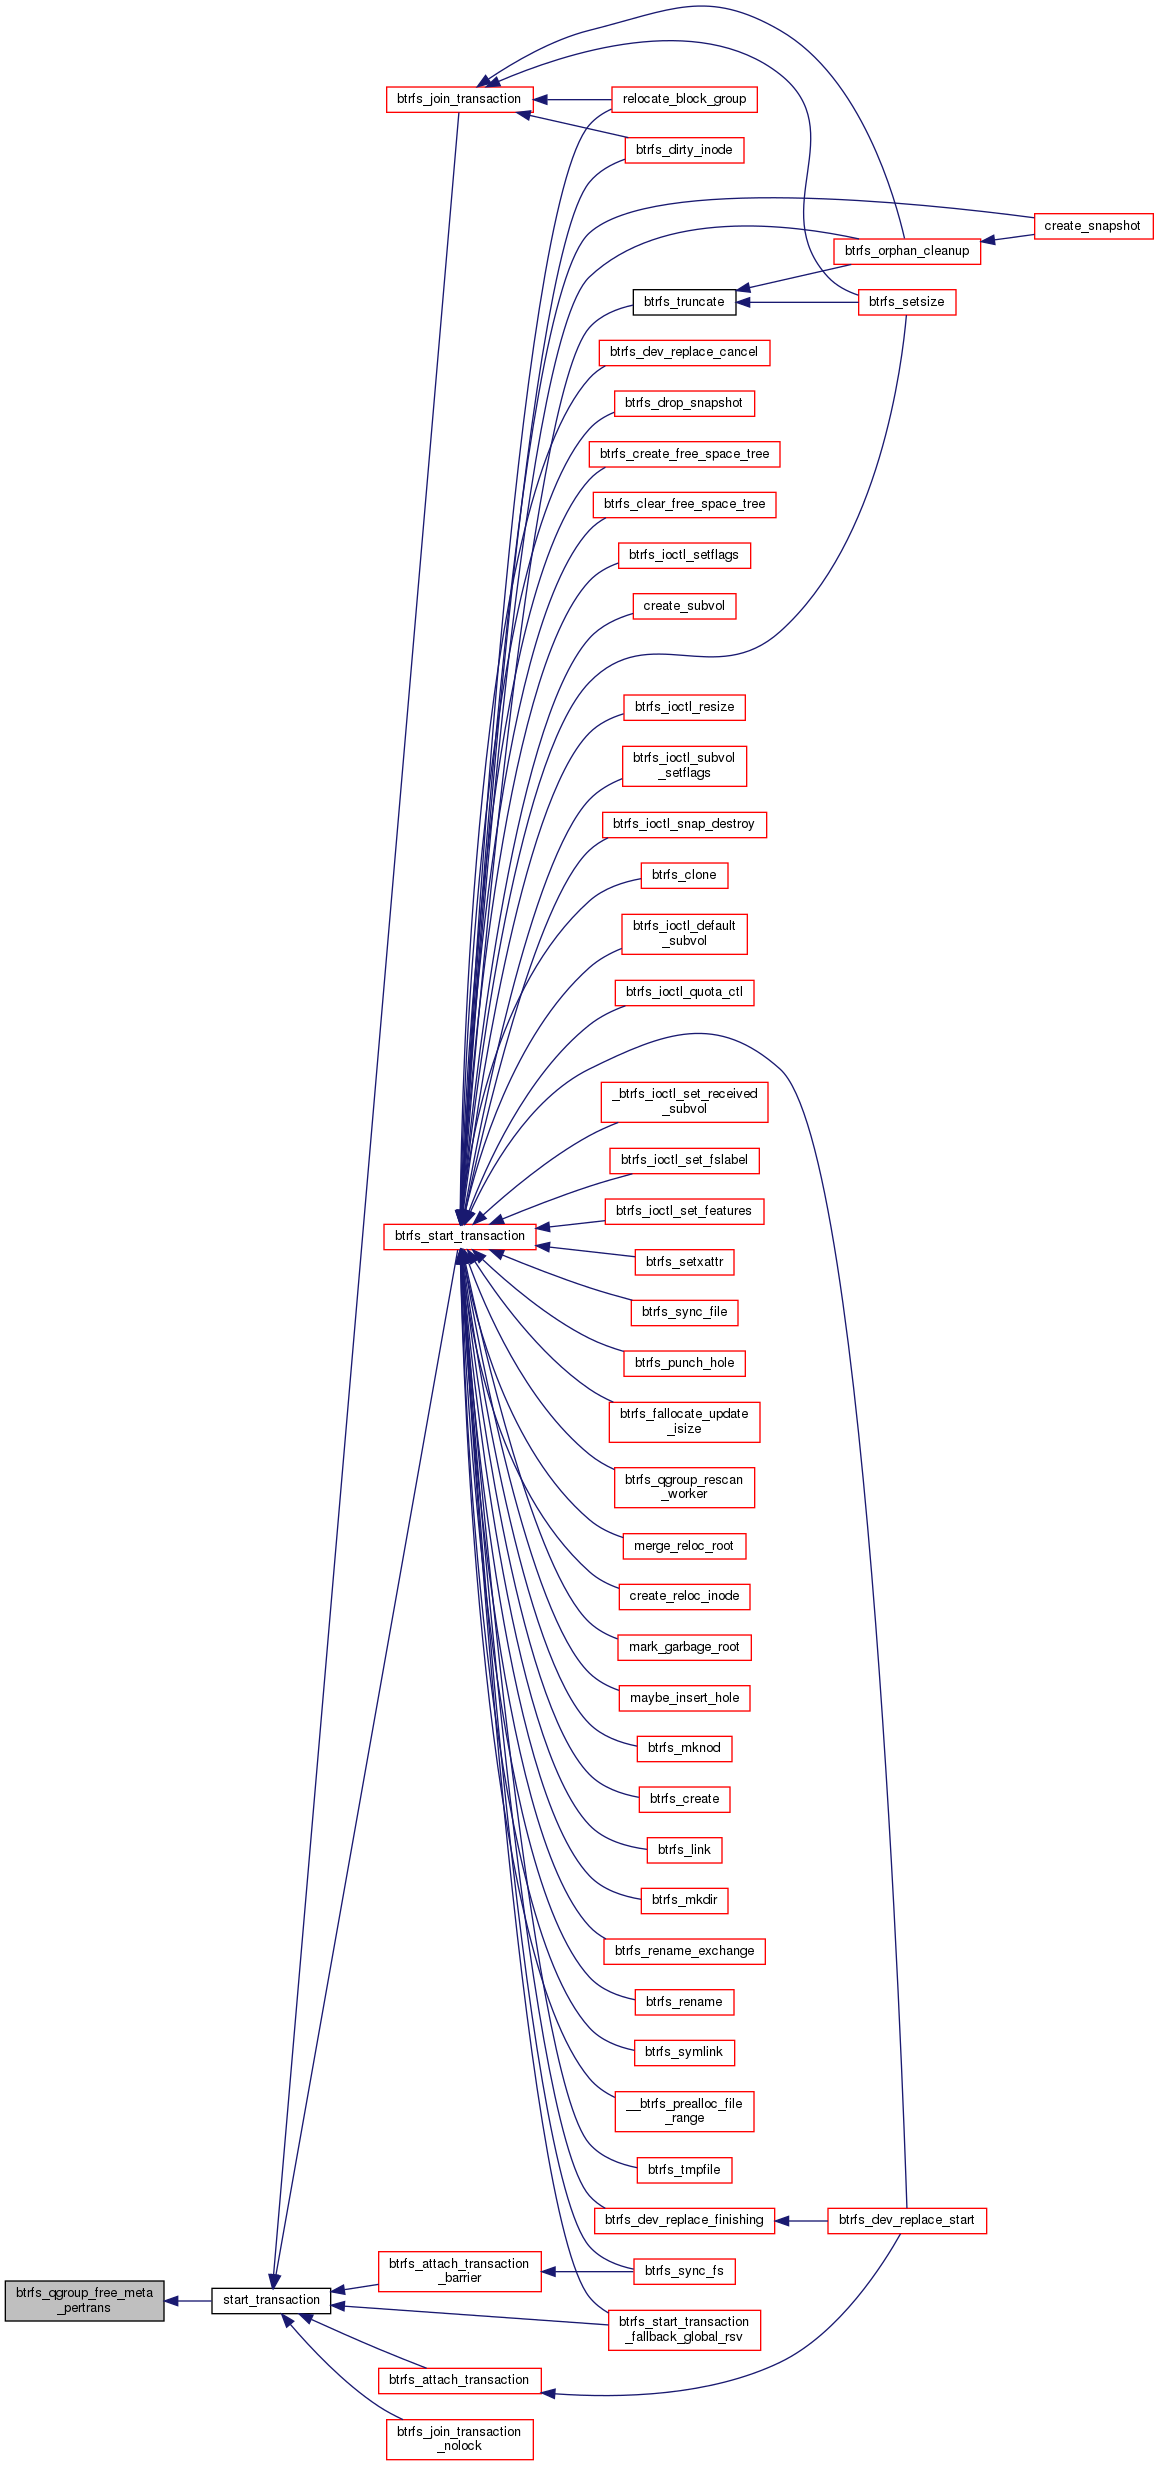 btrfs_join_transaction
relocate_block_group
btrfs_dirty_inode
create_snapshot
btrfs_orphan_cleanup
btrfs_truncate
btrfs_setsize
btrfs_dev_replace_cancel
btrfs_drop_snapshot
btrfs_create_free_space_tree
btrfs_clear_free_space_tree
btrfs_ioctl_setflags
create_subvol
btrfs_ioctl_resize
btrfs_ioctl_subvol
_setflags
btrfs_ioctl_snap_destroy
btrfs_clone
btrfs_ioctl_default
_subvol
btrfs_ioctl_quota_ctl
_btrfs_ioctl_set_received
_subvol
btrfs_ioctl_set_fslabel
btrfs_ioctl_set_features
btrfs_start_transaction
btrfs_setxattr
btrfs_sync_file
btrfs_punch_hole
btrfs_fallocate_update
_isize
btrfs_qgroup_rescan
_worker
merge_reloc_root
create_reloc_inode
mark_garbage_root
maybe_insert_hole
btrfs_mknod
btrfs_create
btrfs_link
btrfs_mkdir
btrfs_rename_exchange
btrfs_rename
btrfs_symlink
__btrfs_prealloc_file
_range
btrfs_tmpfile
btrfs_dev_replace_finishing
btrfs_dev_replace_start
btrfs_attach_transaction
_barrier
btrfs_sync_fs
btrfs_qgroup_free_meta
_pertrans
start_transaction
btrfs_start_transaction
_fallback_global_rsv
btrfs_attach_transaction
btrfs_join_transaction
_nolock